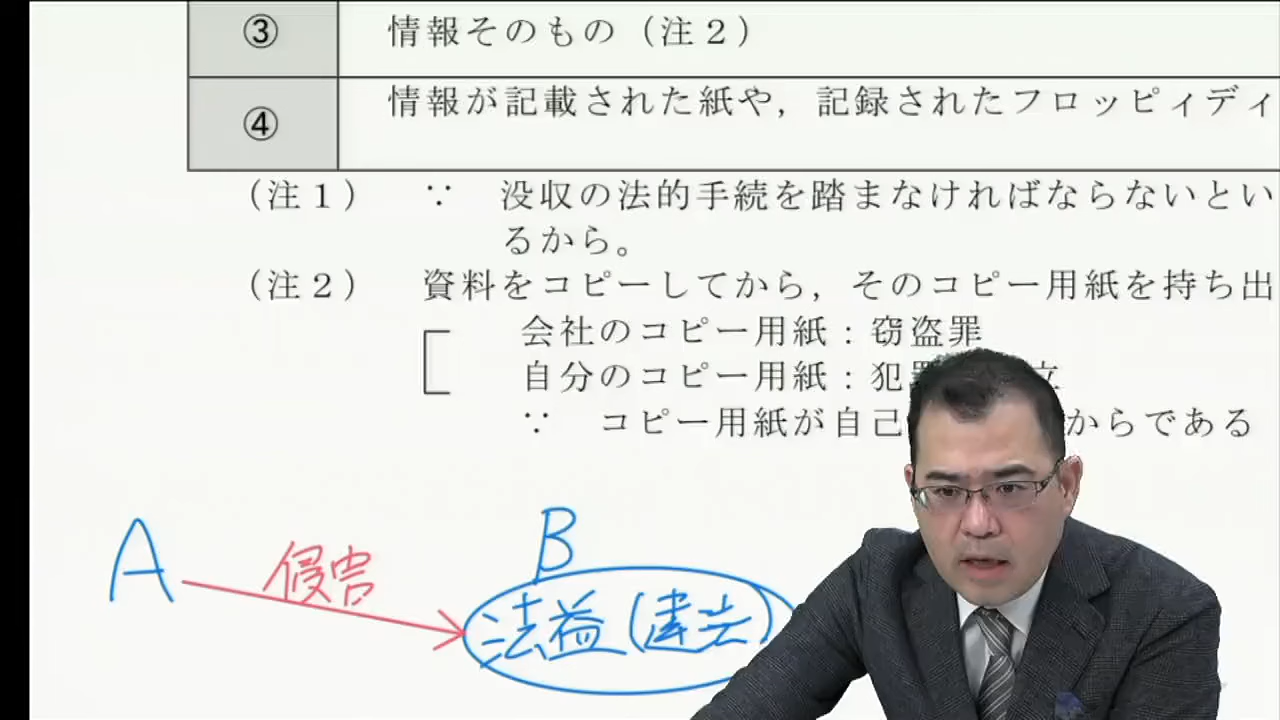 ③ 情報そのもの（注２）
④ 情報が記載された紙や，記録されたフロッピィディ
（注１） ∵ 没収の法的手続を踏まなければならないとい
るから。
（注２） 資料をコピーしてから，そのコピー用紙を持ち出
会社のコピー用紙：窃盗罪
自分のコピー用紙：犯
∵ コピー用紙が自己 からである
A 侵害 B
法益(